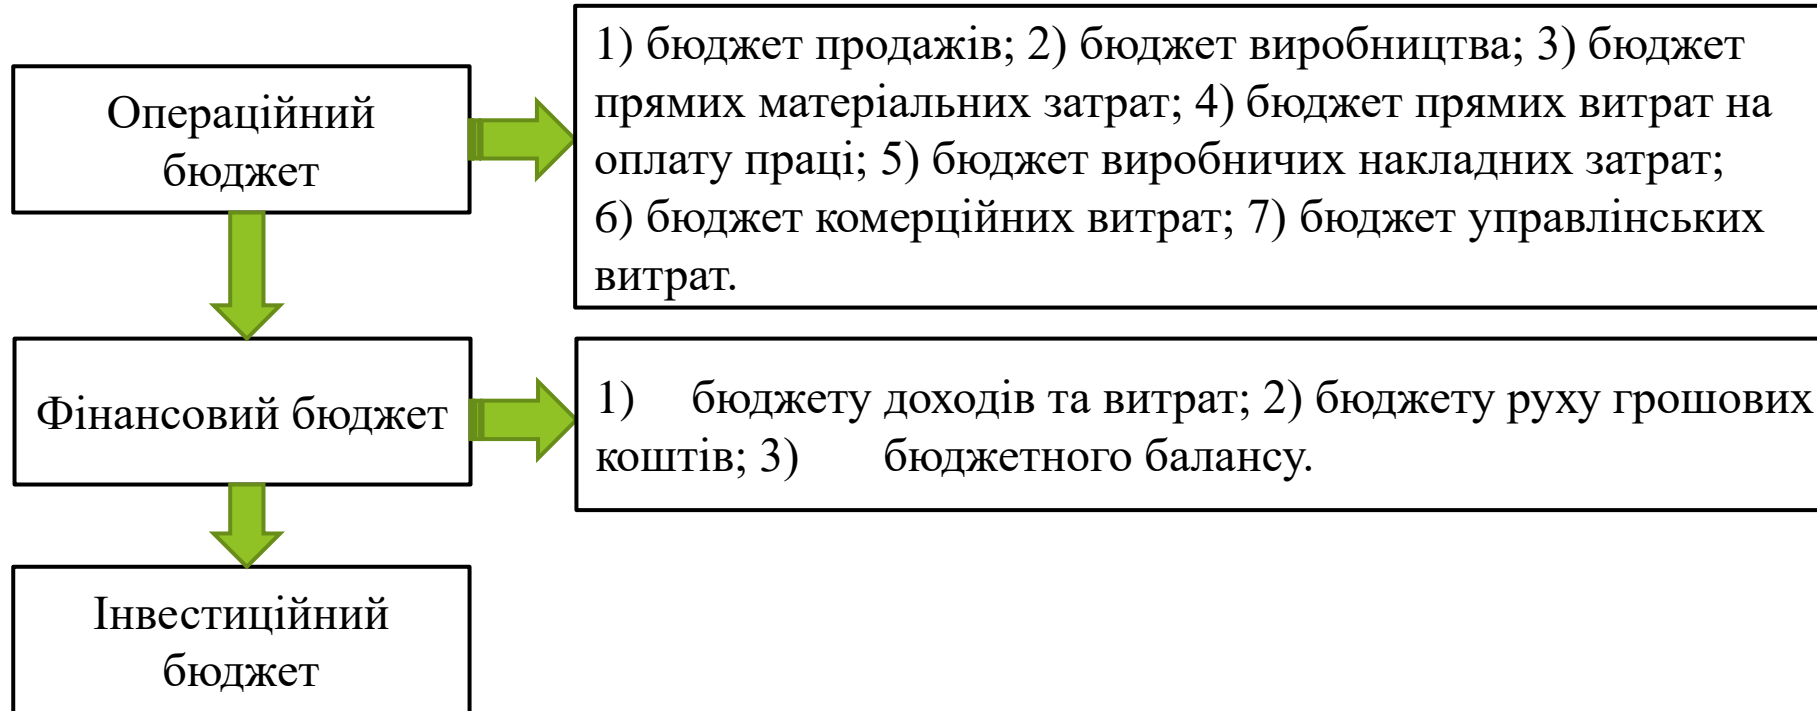 Операційний
бюджет
1) бюджет продажів; 2) бюджет виробництва; 3) бюджет
прямих матеріальних затрат; 4) бюджет прямих витрат на
оплату праці; 5) бюджет виробничих накладних затрат;
6) бюджет комерційних витрат; 7) бюджет управлінських
витрат.
Фінансовий бюджет
1) бюджету доходів та витрат; 2) бюджету руху грошових
коштів; 3) бюджетного балансу.
Інвестиційний
бюджет